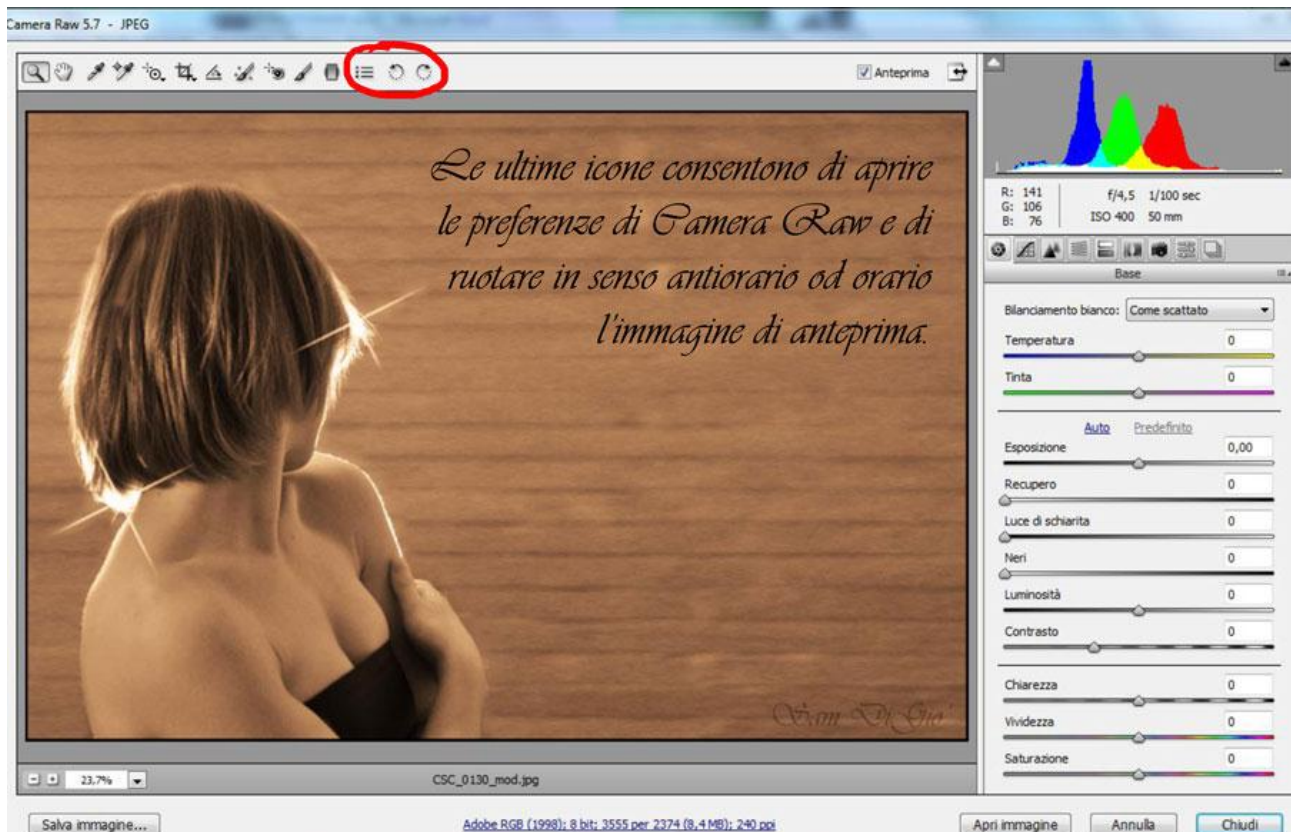 Camera Raw 5.7 - JPEG
Anteprima
Le ultime icone consentono di aprire
le preferenze di Camera Raw e di
ruotare in senso antiorario od orario
l'immagine di anteprima.
Sam Di Gio'
23,7%
CSC_0130_mod.jpg
R: 141
G: 106
B: 76
f/4,5 1/100 sec
ISO 400 50 mm
Base
Bilanciamento bianco: Come scattato
Temperatura 0
Tinta 0
Auto Predefinito
Esposizione 0,00
Recupero 0
Luce di schiarita 0
Neri 0
Luminosità 0
Contrasto 0
Chiarezza 0
Vividezza 0
Saturazione 0
Salva immagine...
Adobe RGB (1998); 8 bit; 3555 per 2374 (8,4 MB); 240 ppi
Apri immagine
Annulla
Chiudi